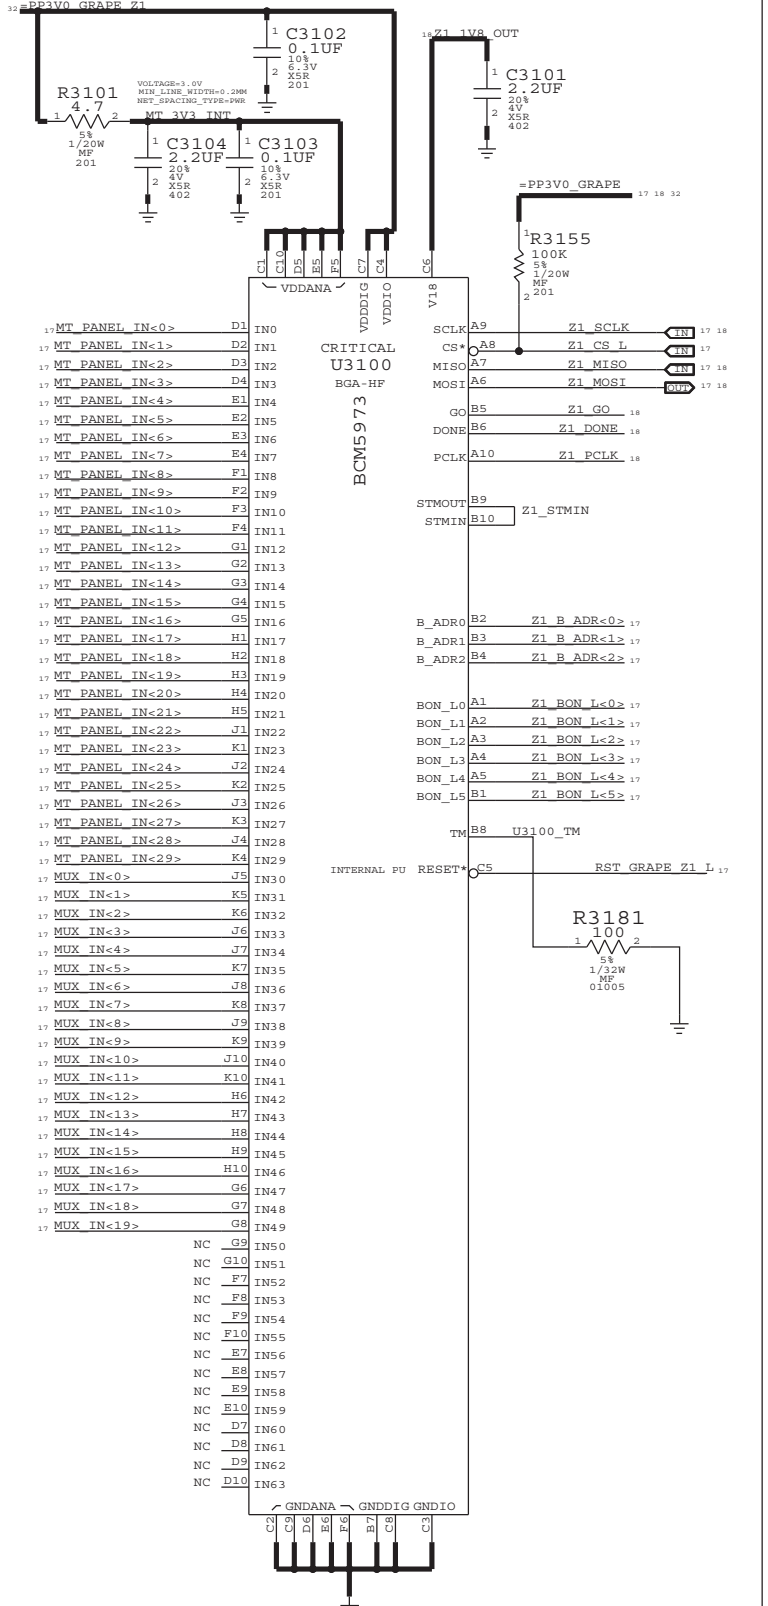 32 =PP3V0_GRAPE_Z1
1 C3102
0.1UF
10%
6.3V
2 X5R
201
18 Z1_1V8_OUT
1 C3101
2.2UF
20%
4V
2 X5R
402
R3101
4.7
1 2
5%
1/20W
MF
201
VOLTAGE=3.0V
MIN_LINE_WIDTH=0.2MM
NET_SPACING_TYPE=PWR
MT_3V3_INT
1 C3104
2.2UF
20%
4V
2 X5R
402
1 C3103
0.1UF
10%
6.3V
2 X5R
201
=PP3V0_GRAPE 17 18 32
1 R3155
100K
5%
1/20W
MF
2 201
C1 C10 D5 E5 F5 C7 C4 C6
VDDANA VDDDIG VDDIO V18
CRITICAL
U3100
BGA-HF
BCM5973
17 MT_PANEL_IN<0> D1 IN0
17 MT_PANEL_IN<1> D2 IN1
17 MT_PANEL_IN<2> D3 IN2
17 MT_PANEL_IN<3> D4 IN3
17 MT_PANEL_IN<4> E1 IN4
17 MT_PANEL_IN<5> E2 IN5
17 MT_PANEL_IN<6> E3 IN6
17 MT_PANEL_IN<7> E4 IN7
17 MT_PANEL_IN<8> F1 IN8
17 MT_PANEL_IN<9> F2 IN9
17 MT_PANEL_IN<10> F3 IN10
17 MT_PANEL_IN<11> F4 IN11
17 MT_PANEL_IN<12> G1 IN12
17 MT_PANEL_IN<13> G2 IN13
17 MT_PANEL_IN<14> G3 IN14
17 MT_PANEL_IN<15> G4 IN15
17 MT_PANEL_IN<16> G5 IN16
17 MT_PANEL_IN<17> H1 IN17
17 MT_PANEL_IN<18> H2 IN18
17 MT_PANEL_IN<19> H3 IN19
17 MT_PANEL_IN<20> H4 IN20
17 MT_PANEL_IN<21> H5 IN21
17 MT_PANEL_IN<22> J1 IN22
17 MT_PANEL_IN<23> K1 IN23
17 MT_PANEL_IN<24> J2 IN24
17 MT_PANEL_IN<25> K2 IN25
17 MT_PANEL_IN<26> J3 IN26
17 MT_PANEL_IN<27> K3 IN27
17 MT_PANEL_IN<28> J4 IN28
17 MT_PANEL_IN<29> K4 IN29
17 MUX_IN<0> J5 IN30
17 MUX_IN<1> K5 IN31
17 MUX_IN<2> K6 IN32
17 MUX_IN<3> J6 IN33
17 MUX_IN<4> J7 IN34
17 MUX_IN<5> K7 IN35
17 MUX_IN<6> J8 IN36
17 MUX_IN<7> K8 IN37
17 MUX_IN<8> J9 IN38
17 MUX_IN<9> K9 IN39
17 MUX_IN<10> J10 IN40
17 MUX_IN<11> K10 IN41
17 MUX_IN<12> H6 IN42
17 MUX_IN<13> H7 IN43
17 MUX_IN<14> H8 IN44
17 MUX_IN<15> H9 IN45
17 MUX_IN<16> H10 IN46
17 MUX_IN<17> G6 IN47
17 MUX_IN<18> G7 IN48
17 MUX_IN<19> G8 IN49
NC G9 IN50
NC G10 IN51
NC F7 IN52
NC F8 IN53
NC F9 IN54
NC F10 IN55
NC E7 IN56
NC E8 IN57
NC E9 IN58
NC E10 IN59
NC D7 IN60
NC D8 IN61
NC D9 IN62
NC D10 IN63
SCLK A9 Z1_SCLK IN 17 18
CS* A8 Z1_CS_L IN 17
MISO A7 Z1_MISO IN 17 18
MOSI A6 Z1_MOSI OUT 17 18
GO B5 Z1_GO 18
DONE B6 Z1_DONE 18
PCLK A10 Z1_PCLK 18
STMOUT B9
Z1_STMIN
STMIN B10
B_ADR0 B2 Z1_B_ADR<0> 17
B_ADR1 B3 Z1_B_ADR<1> 17
B_ADR2 B4 Z1_B_ADR<2> 17
BON_L0 A1 Z1_BON_L<0> 17
BON_L1 A2 Z1_BON_L<1> 17
BON_L2 A3 Z1_BON_L<2> 17
BON_L3 A4 Z1_BON_L<3> 17
BON_L4 A5 Z1_BON_L<4> 17
BON_L5 B1 Z1_BON_L<5> 17
TM B8 U3100_TM
INTERNAL PU RESET* C5 RST_GRAPE_Z1_L 17
R3181
100
1 2
5%
1/32W
MF
01005
GNDANA GNDDIG GNDIO
C2 C9 D6 E6 F6 B7 C8 C3